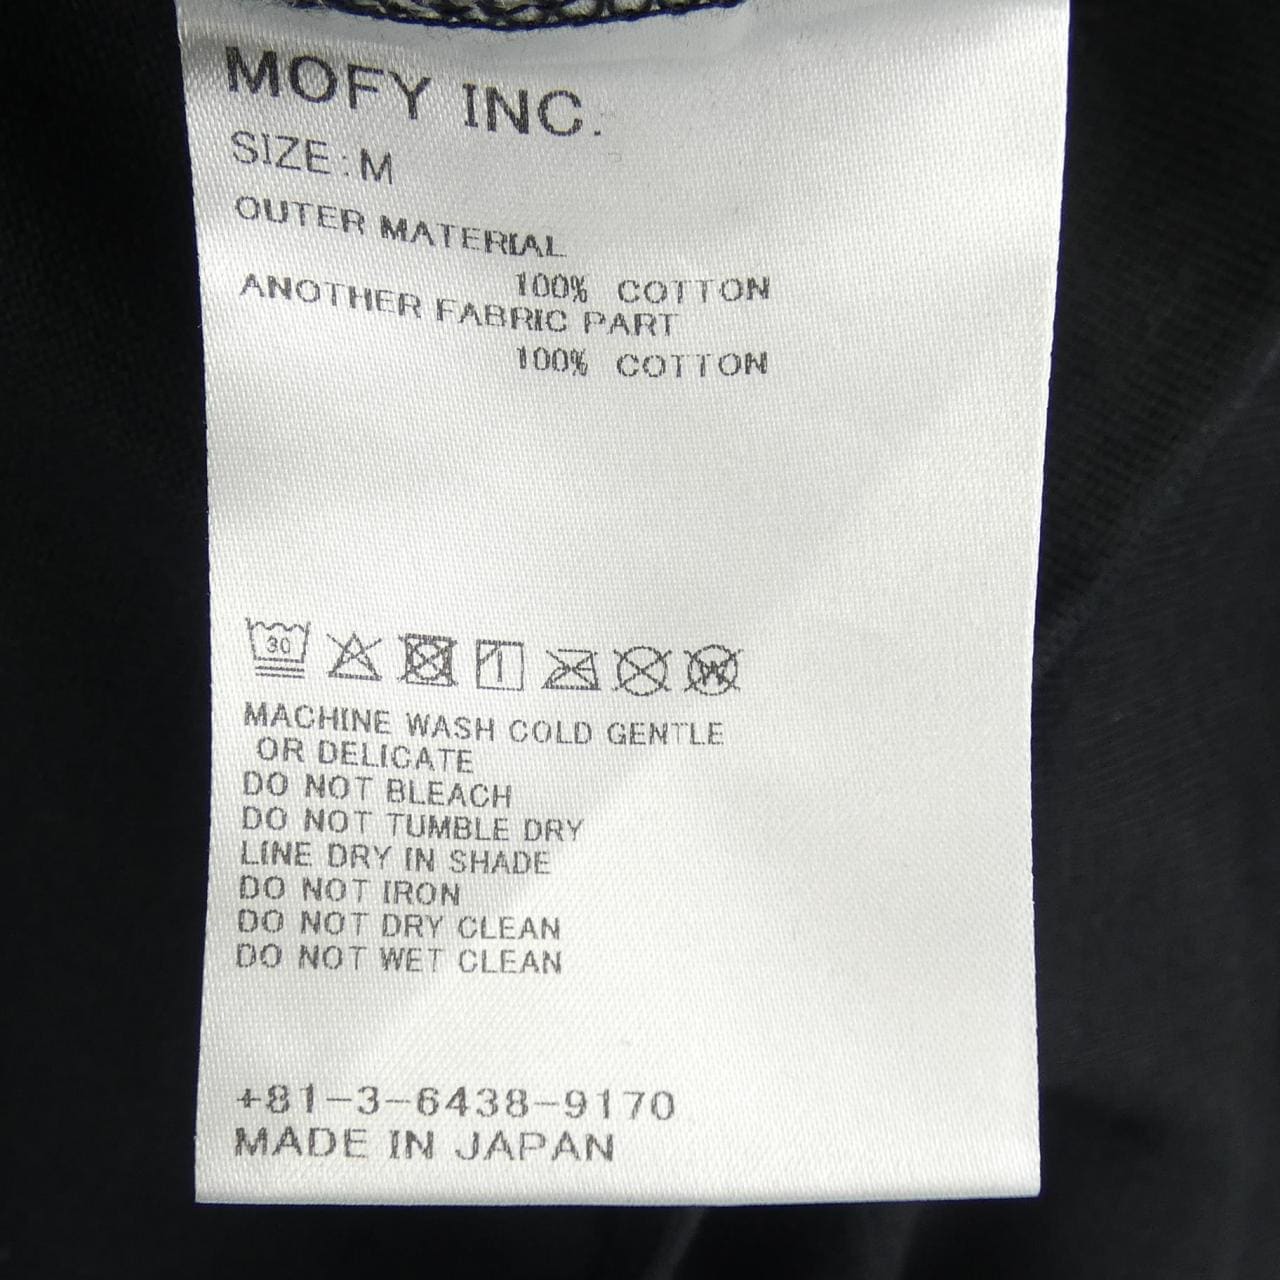 MOFY INC.
SIZE:M
OUTER MATERIAL
100% COTTON
ANOTHER FABRIC PART
100% COTTON
30
W
MACHINE WASH COLD GENTLE
OR DELICATE
DO NOT BLEACH
DO NOT TUMBLE DRY
LINE DRY IN SHADE
DO NOT IRON
DO NOT DRY CLEAN
DO NOT WET CLEAN
+81-3-6438-9170
MADE IN JAPAN